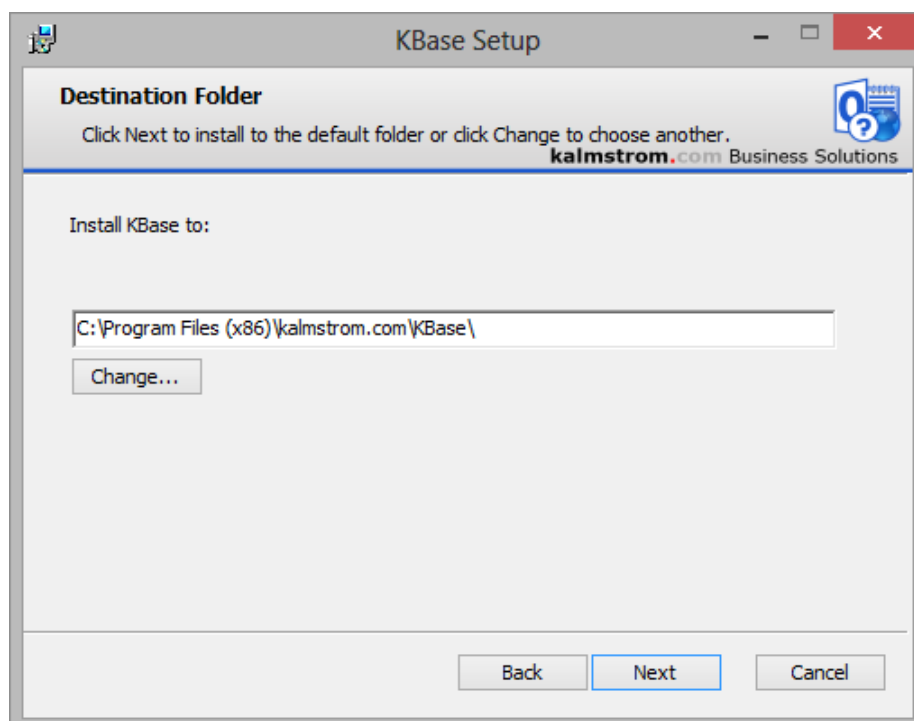 KBase Setup
Destination Folder
Click Next to install to the default folder or click Change to choose another.
kalmstrom.com Business Solutions
Install KBase to:
C:\Program Files (x86)\kalmstrom.com\KBase\
Change...
Back Next Cancel